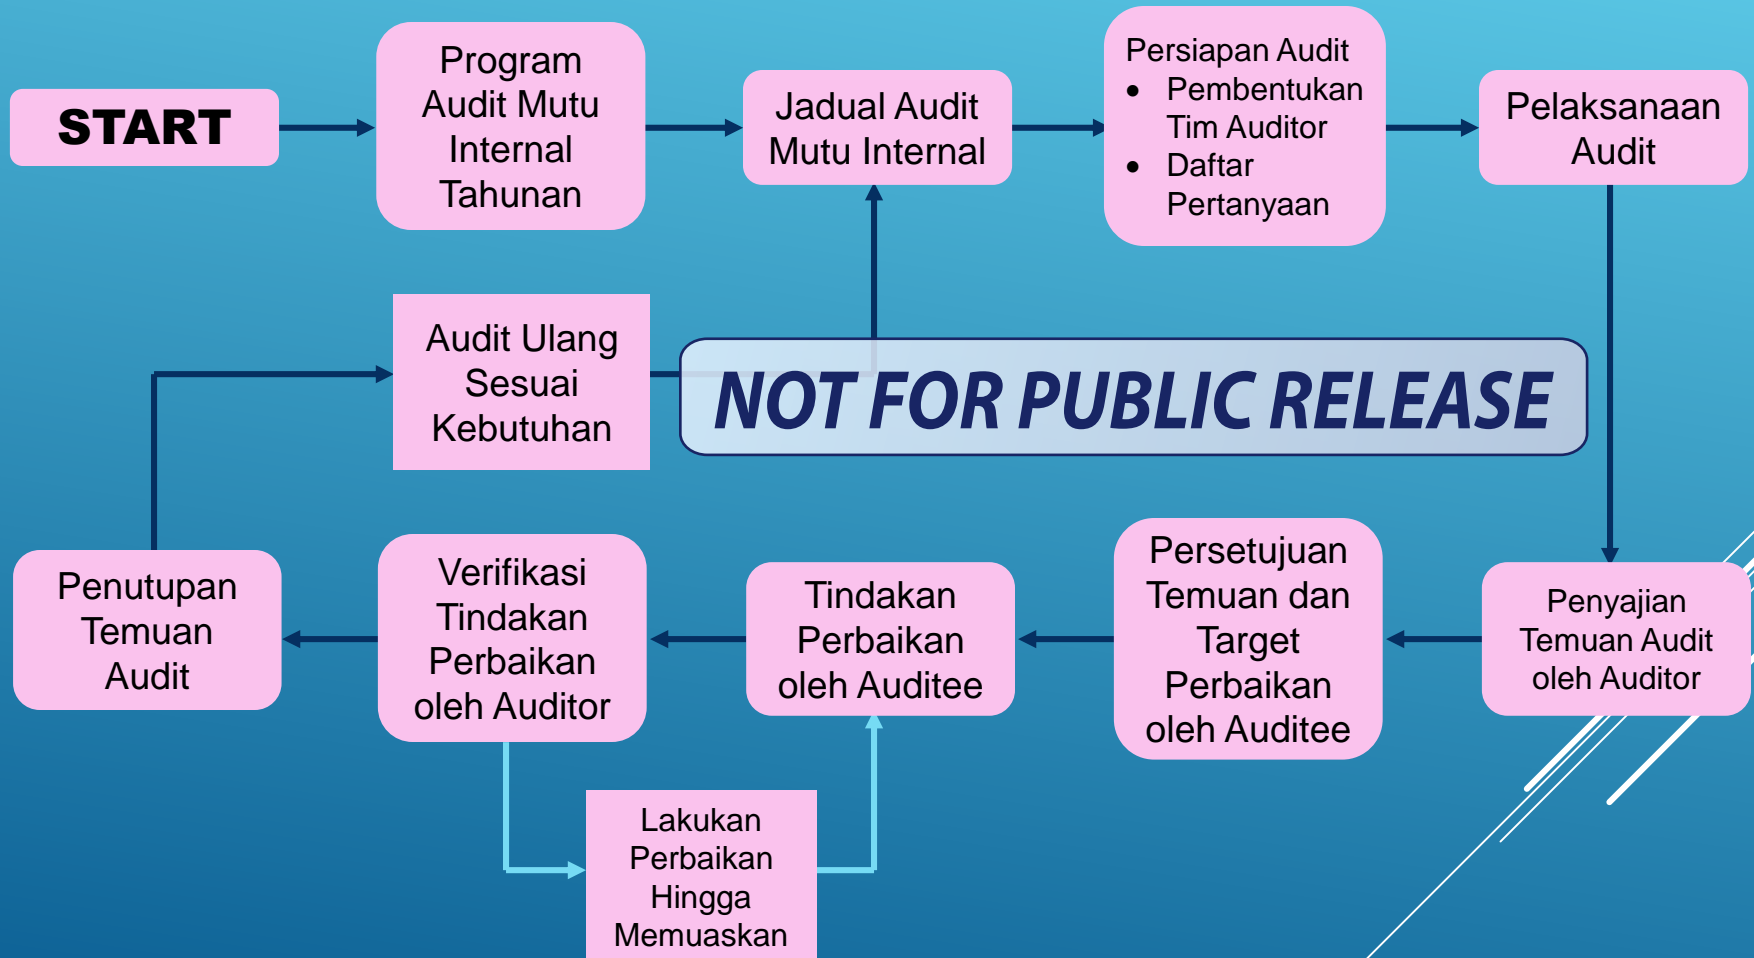 START
Program
Audit Mutu
Internal
Tahunan
Jadual Audit
Mutu Internal
Persiapan Audit
• Pembentukan
Tim Auditor
• Daftar
Pertanyaan
Pelaksanaan
Audit
Audit Ulang
Sesuai
Kebutuhan
NOT FOR PUBLIC RELEASE
Penutupan
Temuan
Audit
Verifikasi
Tindakan
Perbaikan
oleh Auditor
Tindakan
Perbaikan
oleh Auditee
Persetujuan
Temuan dan
Target
Perbaikan
oleh Auditee
Penyajian
Temuan Audit
oleh Auditor
Lakukan
Perbaikan
Hingga
Memuaskan